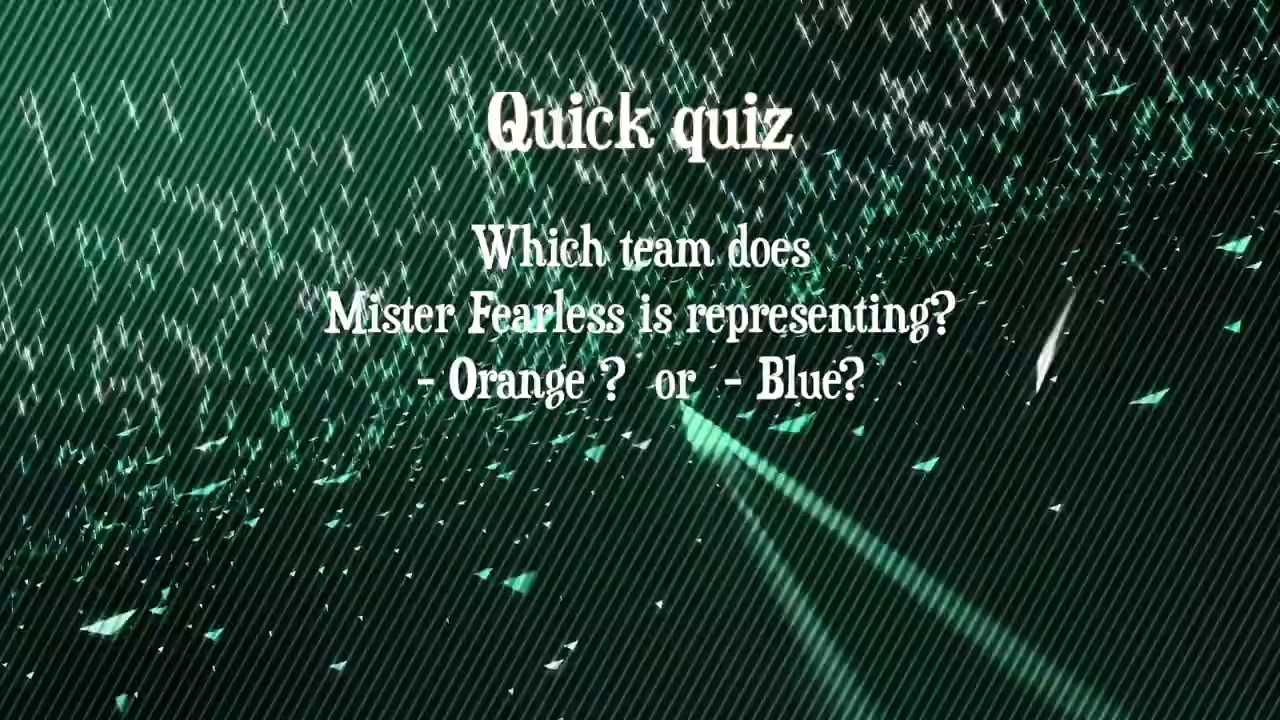 Quick quiz
Which team does
Mister Fearless is representing?
- Orange ? or - Blue?